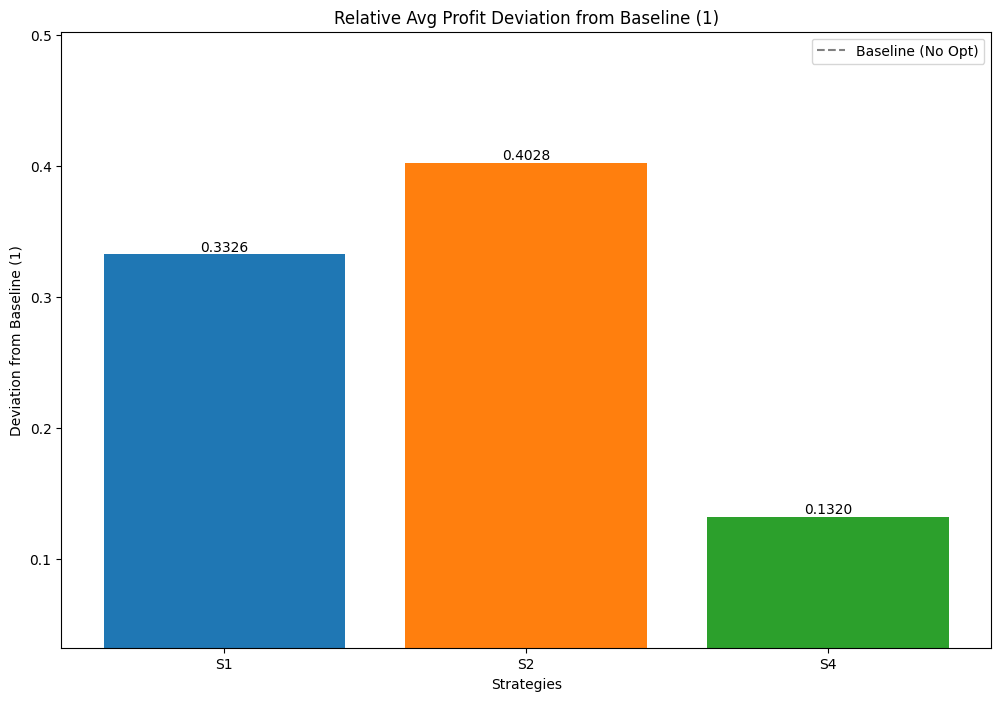 Relative Avg Profit Deviation from Baseline (1)
Baseline (No Opt)
Deviation from Baseline (1)
0.5
0.4
0.3
0.2
0.1
0.3326
0.4028
0.1320
S1
S2
S4
Strategies